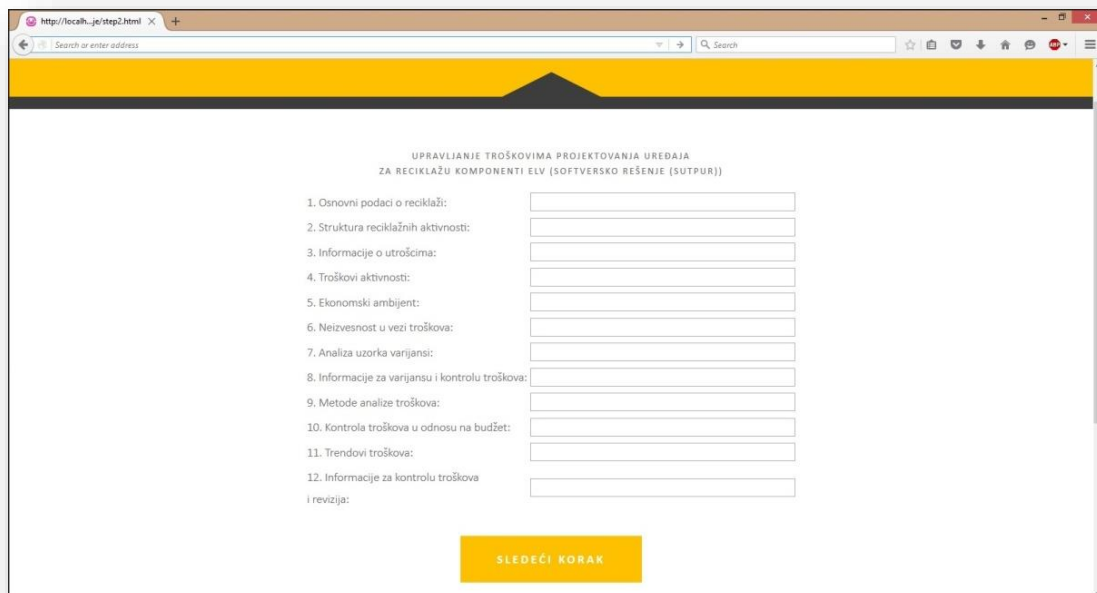 http://localh...je/step2.html
Search or enter address
Search
ABP
UPRAVLJANJE TROŠKOVIMA PROJEKTOVANJA UREĐAJA
ZA RECIKLAŽU KOMPONENTI ELV (SOFTVERSKO REŠENJE (SUTPUR))
1. Osnovni podaci o reciklaži:
2. Struktura reciklažnih aktivnosti:
3. Informacije o utrošcima:
4. Troškovi aktivnosti:
5. Ekonomski ambijent:
6. Neizvesnost u vezi troškova:
7. Analiza uzorka varijansi:
8. Informacije za varijansu i kontrolu troškova:
9. Metode analize troškova:
10. Kontrola troškova u odnosu na budžet:
11. Trendovi troškova:
12. Informacije za kontrolu troškova
i revizija:
SLEDEĆI KORAK